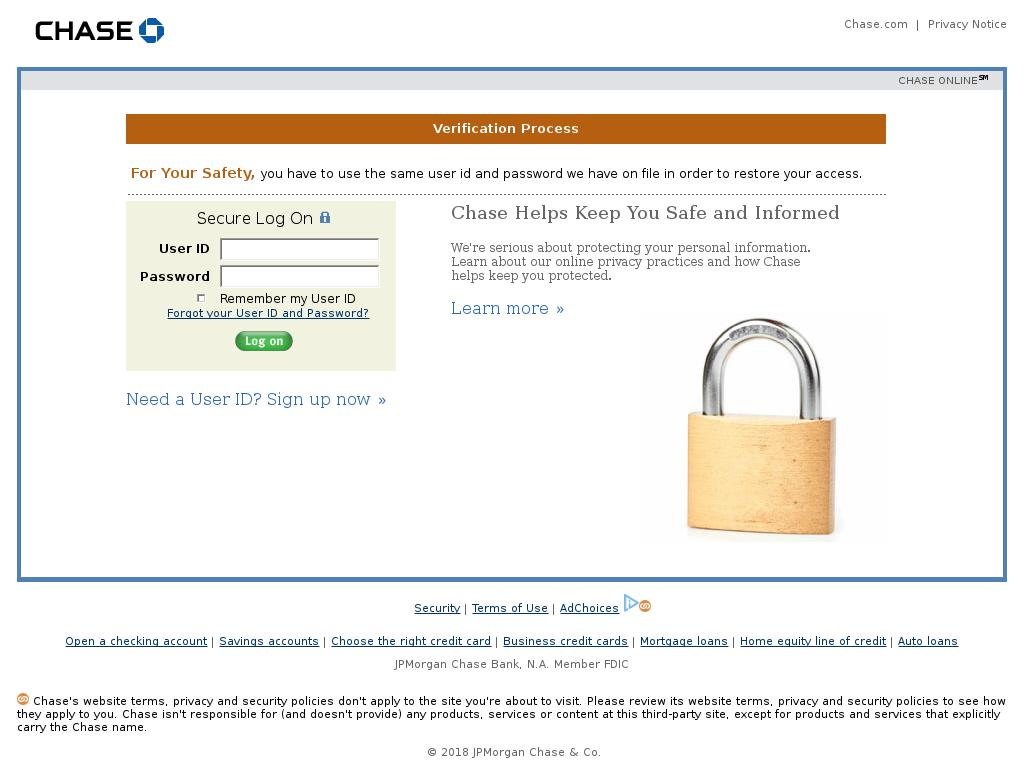 CHASE
Chase.com | Privacy Notice
CHASE ONLINE℠
Verification Process
For Your Safety, you have to use the same user id and password we have on file in order to restore your access.
Secure Log On
User ID
Password
Remember my User ID
Forgot your User ID and Password?
Log on
Need a User ID? Sign up now »
Chase Helps Keep You Safe and Informed
We're serious about protecting your personal information.
Learn about our online privacy practices and how Chase
helps keep you protected.
Learn more »
Security | Terms of Use | AdChoices
Open a checking account | Savings accounts | Choose the right credit card | Business credit cards | Mortgage loans | Home equity line of credit | Auto loans
JPMorgan Chase Bank, N.A. Member FDIC
Chase's website terms, privacy and security policies don't apply to the site you're about to visit. Please review its website terms, privacy and security policies to see how
they apply to you. Chase isn't responsible for (and doesn't provide) any products, services or content at this third-party site, except for products and services that explicitly
carry the Chase name.
© 2018 JPMorgan Chase & Co.